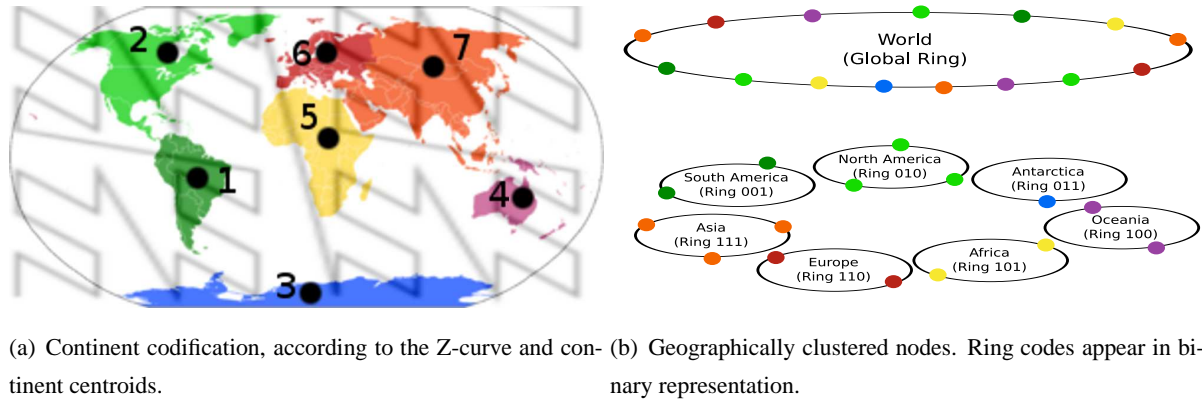 2
6
7
5
1
4
3
World
(Global Ring)
North America
(Ring 010)
South America
(Ring 001)
Antarctica
(Ring 011)
Oceania
(Ring 100)
Asia
(Ring 111)
Africa
(Ring 101)
Europe
(Ring 110)
(a) Continent codification, according to the Z-curve and con-
tinent centroids.
(b) Geographically clustered nodes. Ring codes appear in bi-
nary representation.